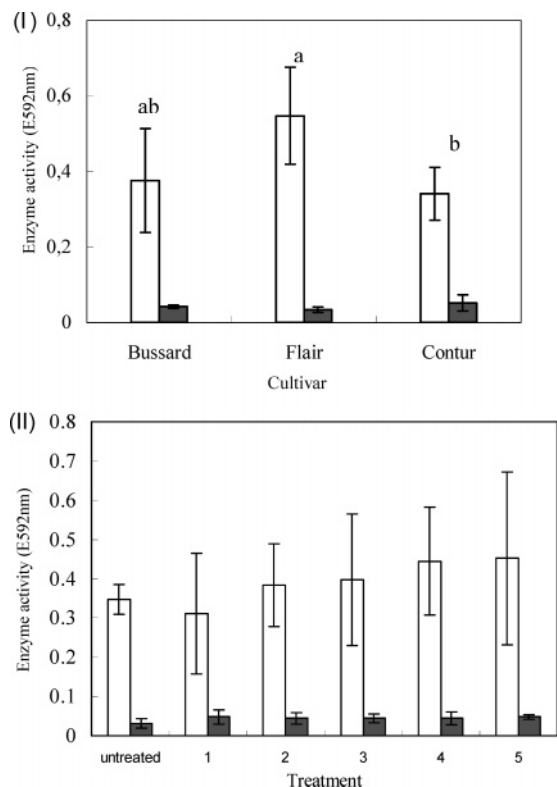 (I)
Enzyme activity (E592nm)
0,8
0,6
0,4
0,2
0
ab
a
b
Bussard Flair Contur
Cultivar
(II)
Enzyme activity (E592nm)
0.8
0.7
0.6
0.5
0.4
0.3
0.2
0.1
0
untreated 1 2 3 4 5
Treatment